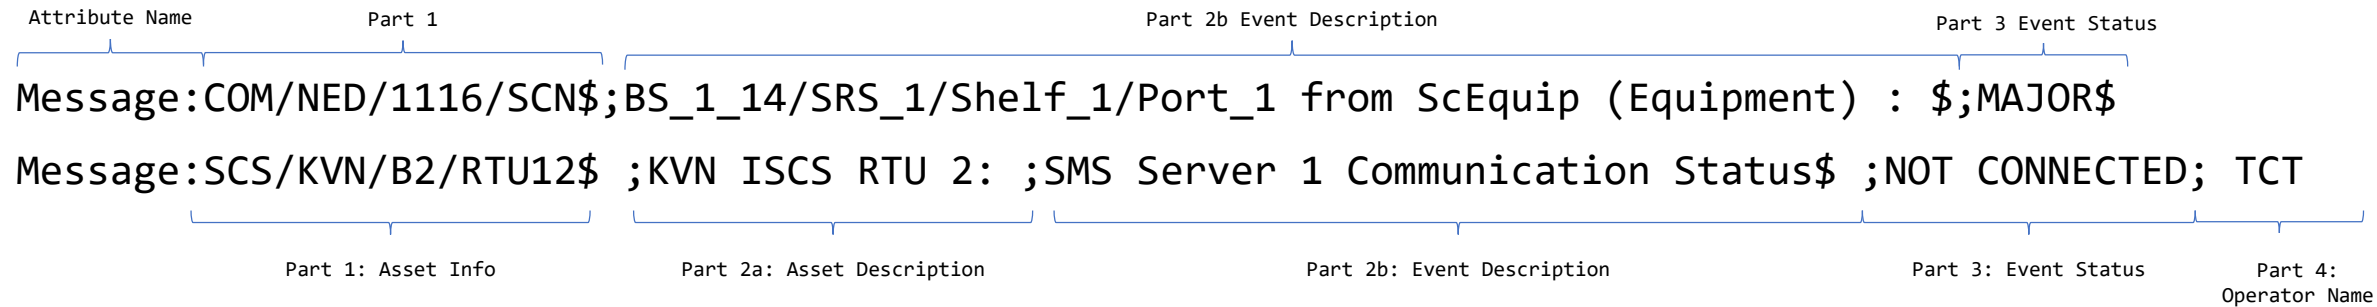 Attribute Name Part 1 Part 2b Event Description Part 3 Event Status
Message:COM/NED/1116/SCN$;BS_1_14/SRS_1/Shelf_1/Port_1 from ScEquip (Equipment) : $;MAJOR$
Message:SCS/KVN/B2/RTU12$ ;KVN ISCS RTU 2: ;SMS Server 1 Communication Status$ ;NOT CONNECTED; TCT
Part 1: Asset Info Part 2a: Asset Description Part 2b: Event Description Part 3: Event Status Part 4:
Operator Name